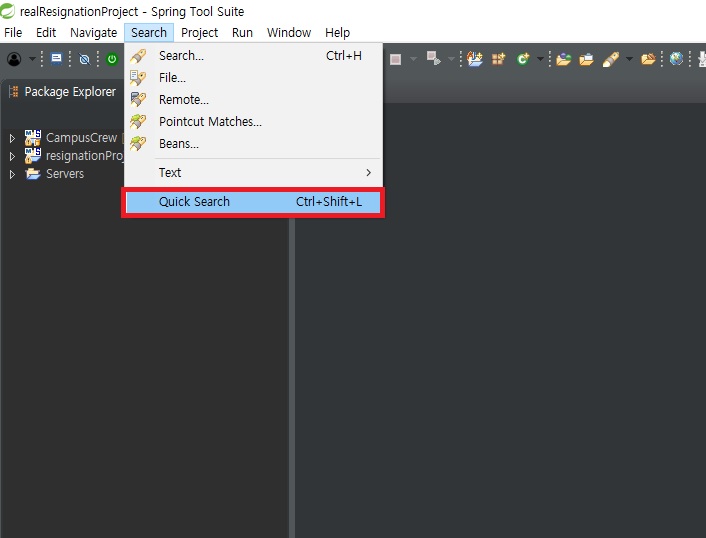 realResignationProject - Spring Tool Suite
File Edit Navigate Search Project Run Window Help
Search... Ctrl+H
File...
Remote...
Pointcut Matches...
Beans...
Text
Quick Search Ctrl+Shift+L
Package Explorer
CampusCrew [
resignationProj
Servers